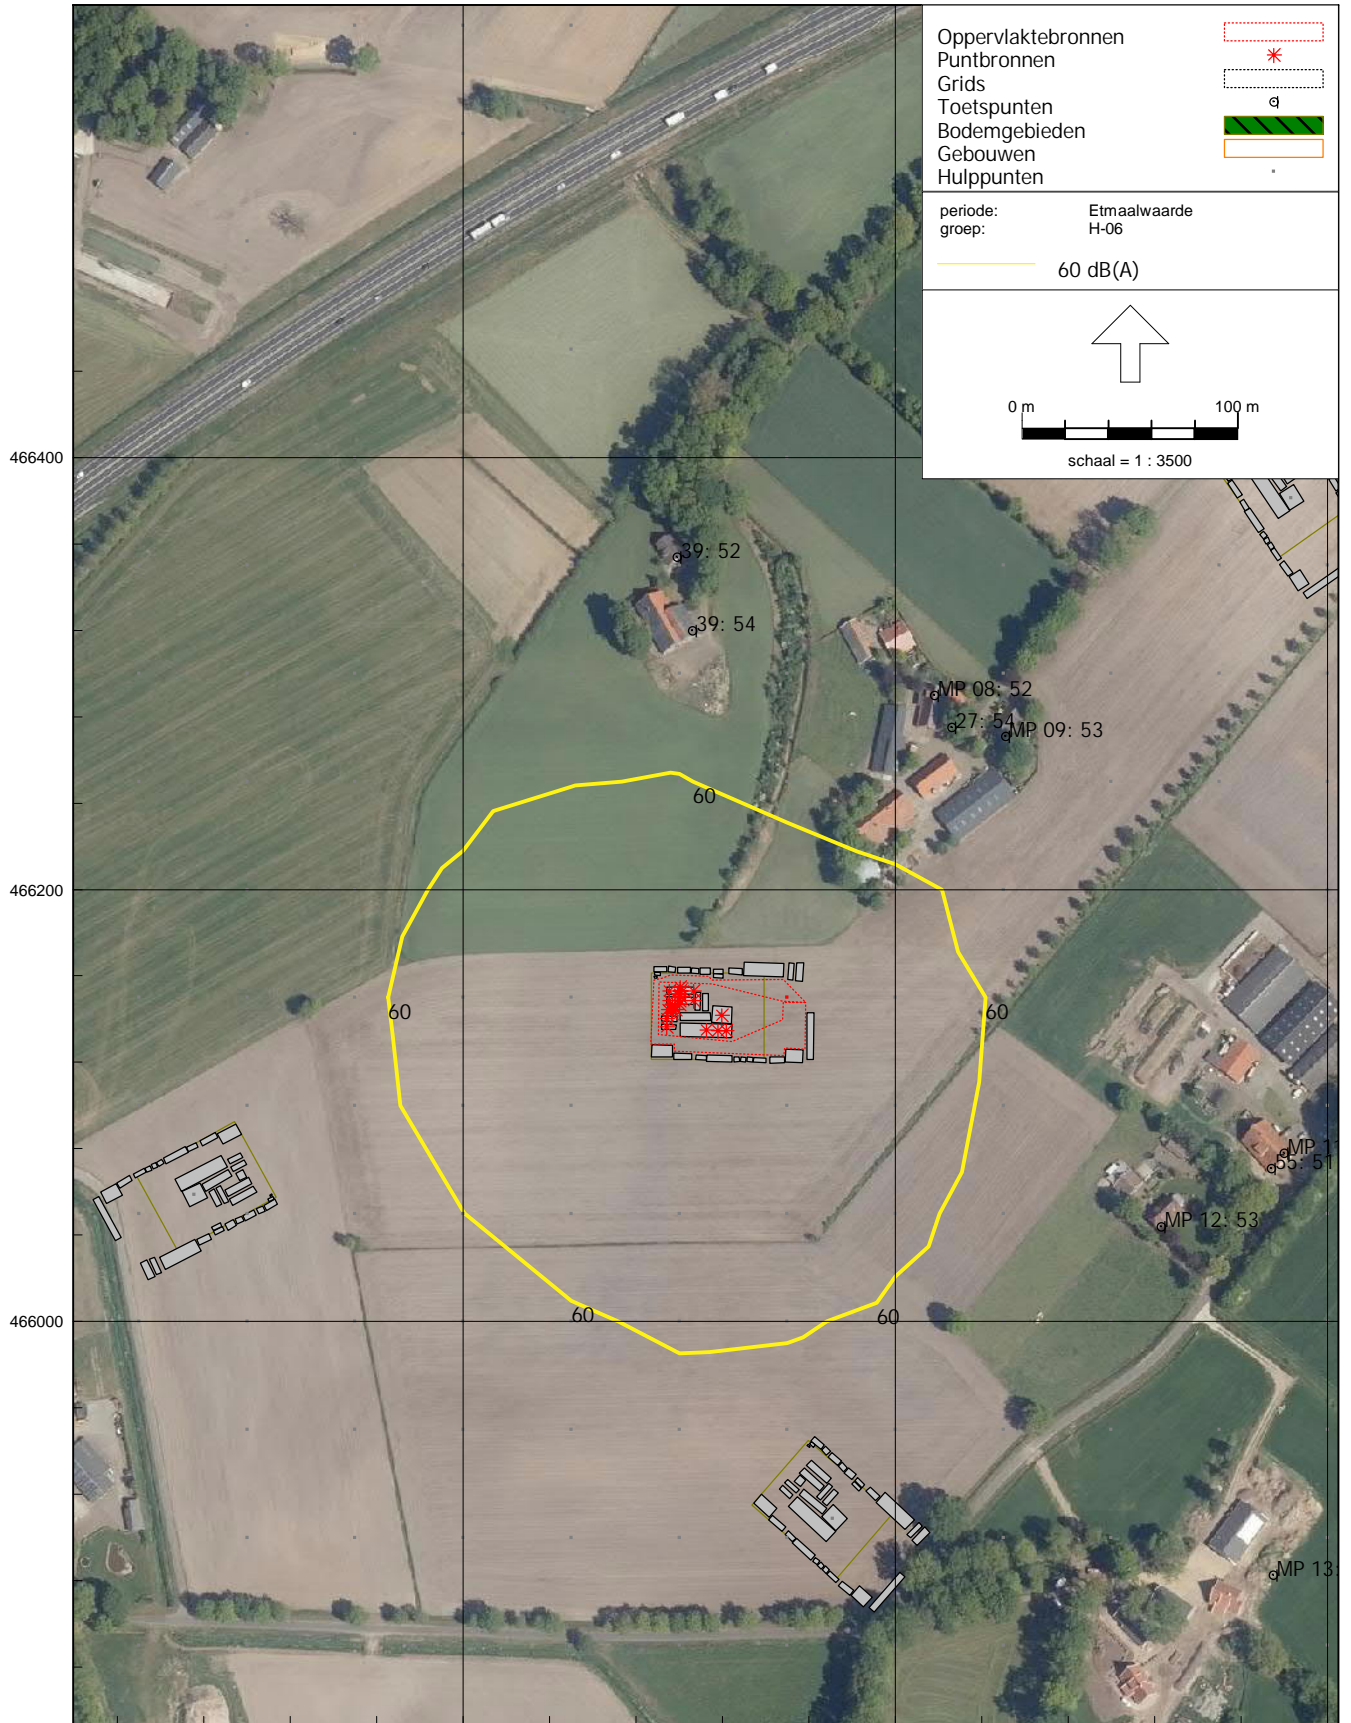 Oppervlaktebronnen
Puntbronnen
Grids
Toetspunten
Bodemgebieden
Gebouwen
Hulppunten
periode: Etmaalwaarde
groep: H-06
60 dB(A)
0 m 100 m
schaal = 1 : 3500
466400
39: 52
39: 54
MP 08: 52
27: 54
MP 09: 53
60
466200
60
60
MP 1
55: 51
MP 12: 53
60
60
466000
MP 13: